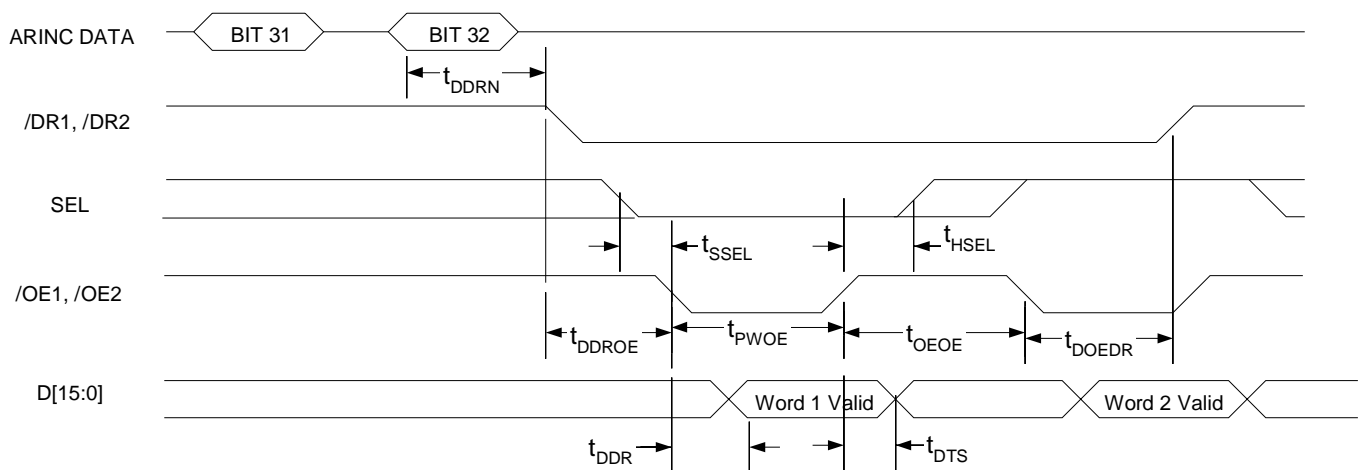 ARINC DATA
BIT 31
BIT 32
tDDRN
/DR1, /DR2
SEL
tSSEL
tHSEL
/OE1, /OE2
tDDROE
tPWOE
tOEOE
tDOEDR
D[15:0]
Word 1 Valid
Word 2 Valid
tDDR
tDTS